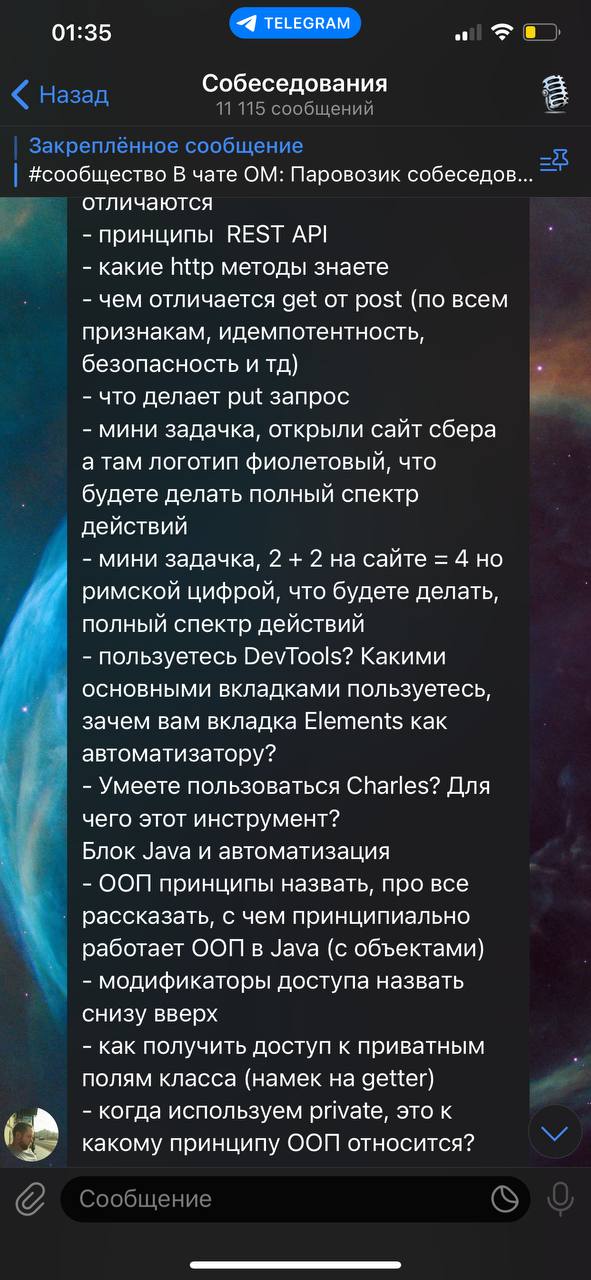 01:35
TELEGRAM
Назад
Собеседования
11 115 сообщений
Закреплённое сообщение
#сообщество В чате ОМ: Паровозик собеседов...
отличаются
- принципы  REST API
- какие http методы знаете
- чем отличается get от post (по всем
признакам, идемпотентность,
безопасность и тд)
- что делает put запрос
- мини задачка, открыли сайт сбера
а там логотип фиолетовый, что
будете делать полный спектр
действий
- мини задачка, 2 + 2 на сайте = 4 но
римской цифрой, что будете делать,
полный спектр действий
- пользуетесь DevTools? Какими
основными вкладками пользуетесь,
зачем вам вкладка Elements как
автоматизатору?
- Умеете пользоваться Charles? Для
чего этот инструмент?
Блок Java и автоматизация
- ООП принципы назвать, про все
рассказать, с чем принципиально
работает ООП в Java (с объектами)
- модификаторы доступа назвать
снизу вверх
- как получить доступ к приватным
полям класса (намек на getter)
- когда используем private, это к
какому принципу ООП относится?
Сообщение